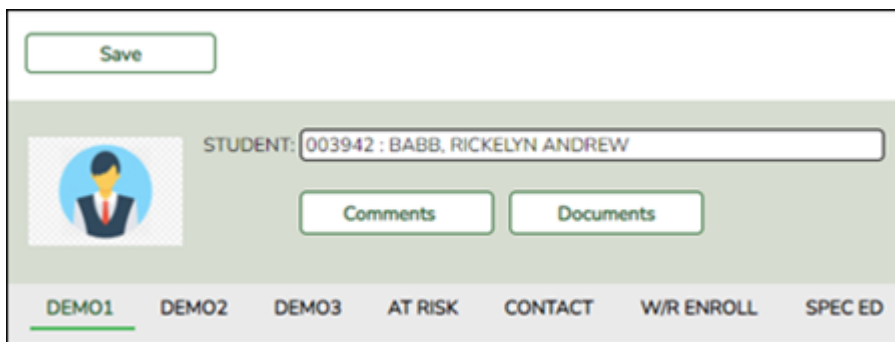 Save
STUDENT: 003942 : BABB, RICKELYN ANDREW
Comments Documents
DEMO1 DEMO2 DEMO3 AT RISK CONTACT W/R ENROLL SPEC ED